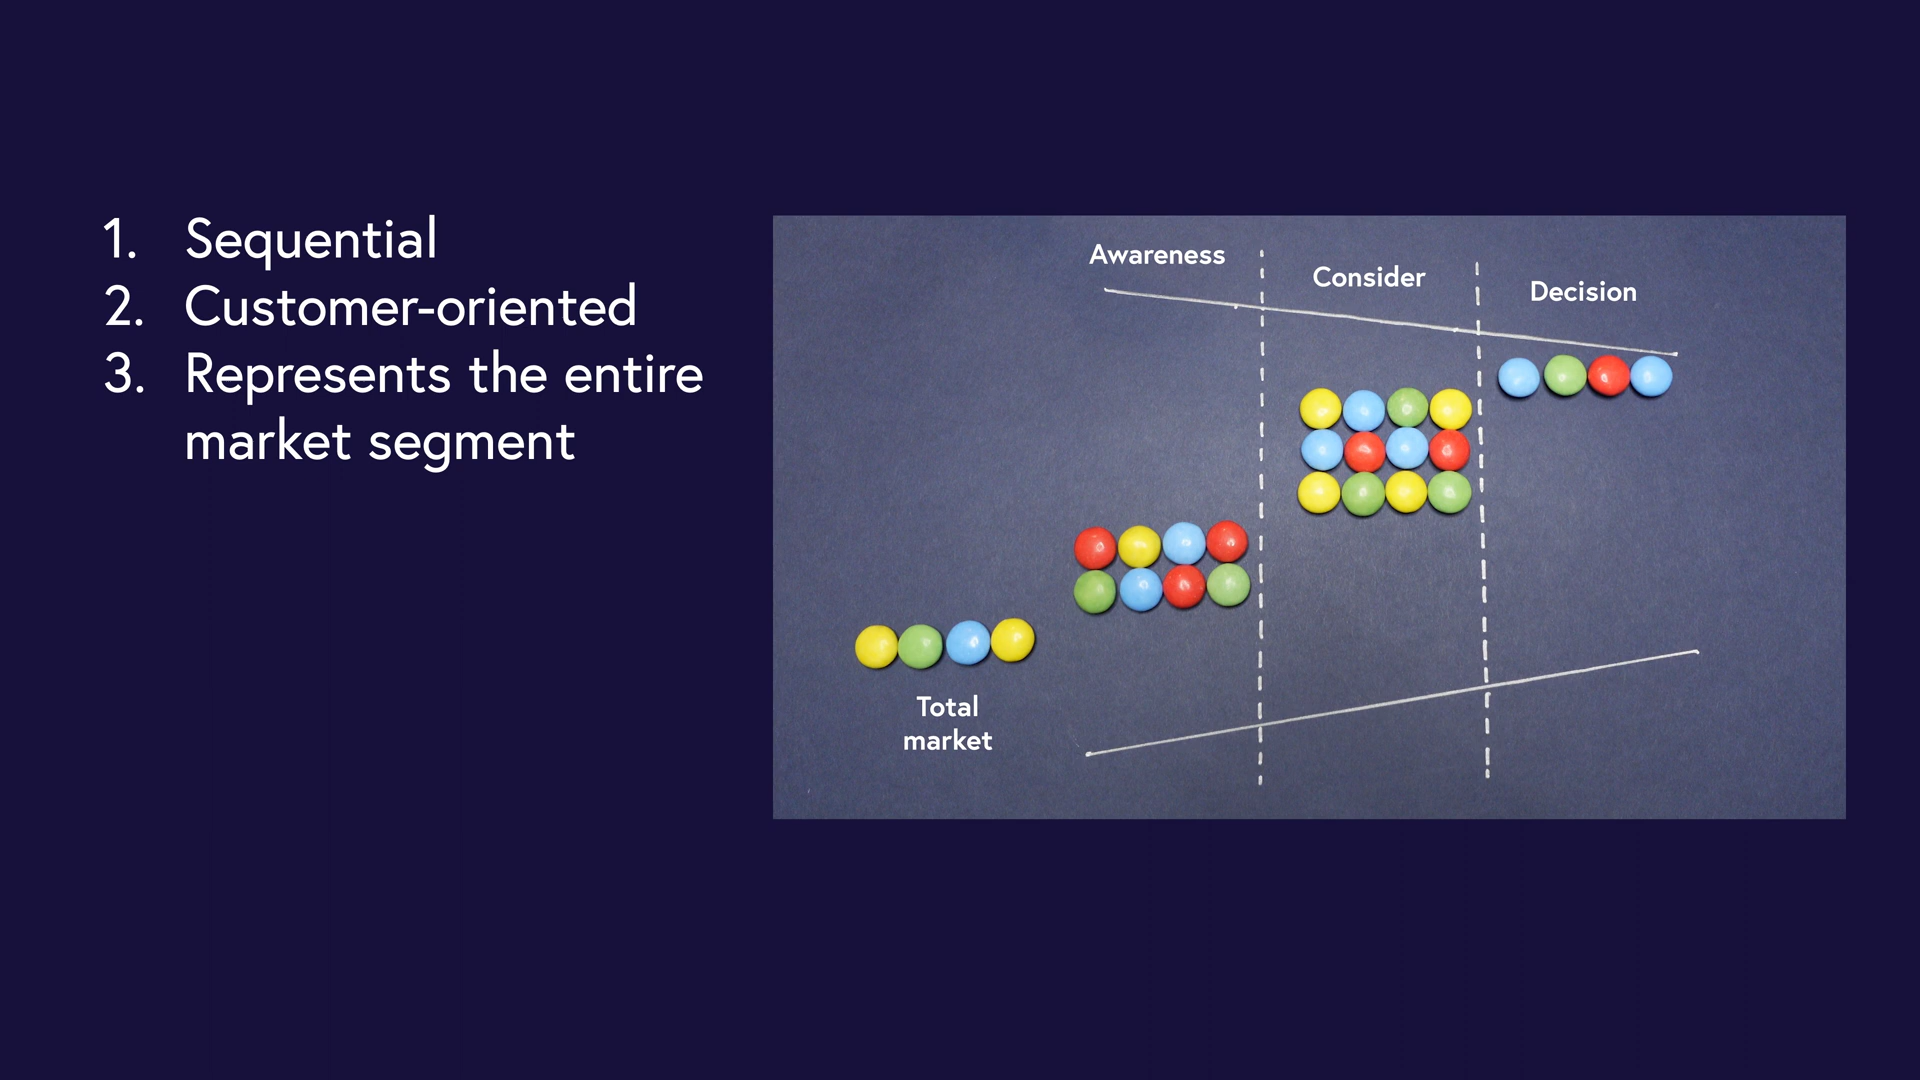 1. Sequential
2. Customer-oriented
3. Represents the entire
market segment
Awareness
Consider
Decision
Total
market